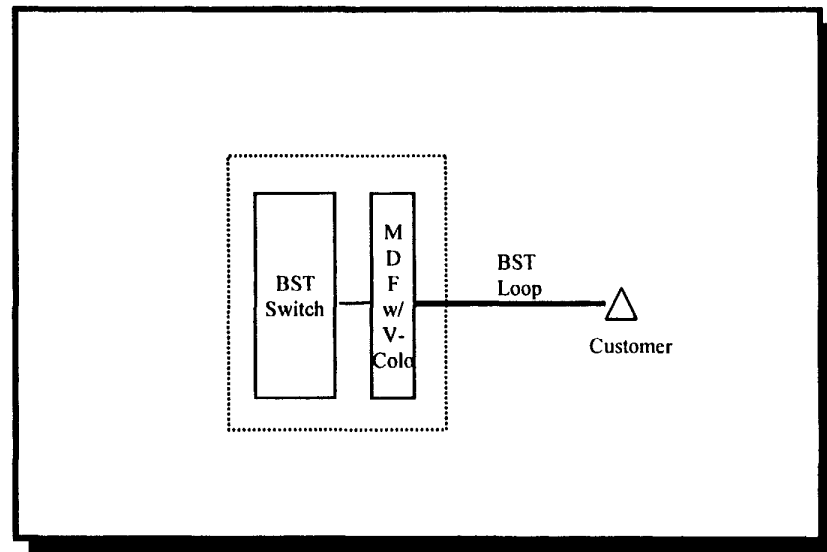 BST
Switch
M
D
F
w/
V-
Colo
BST
Loop
Customer